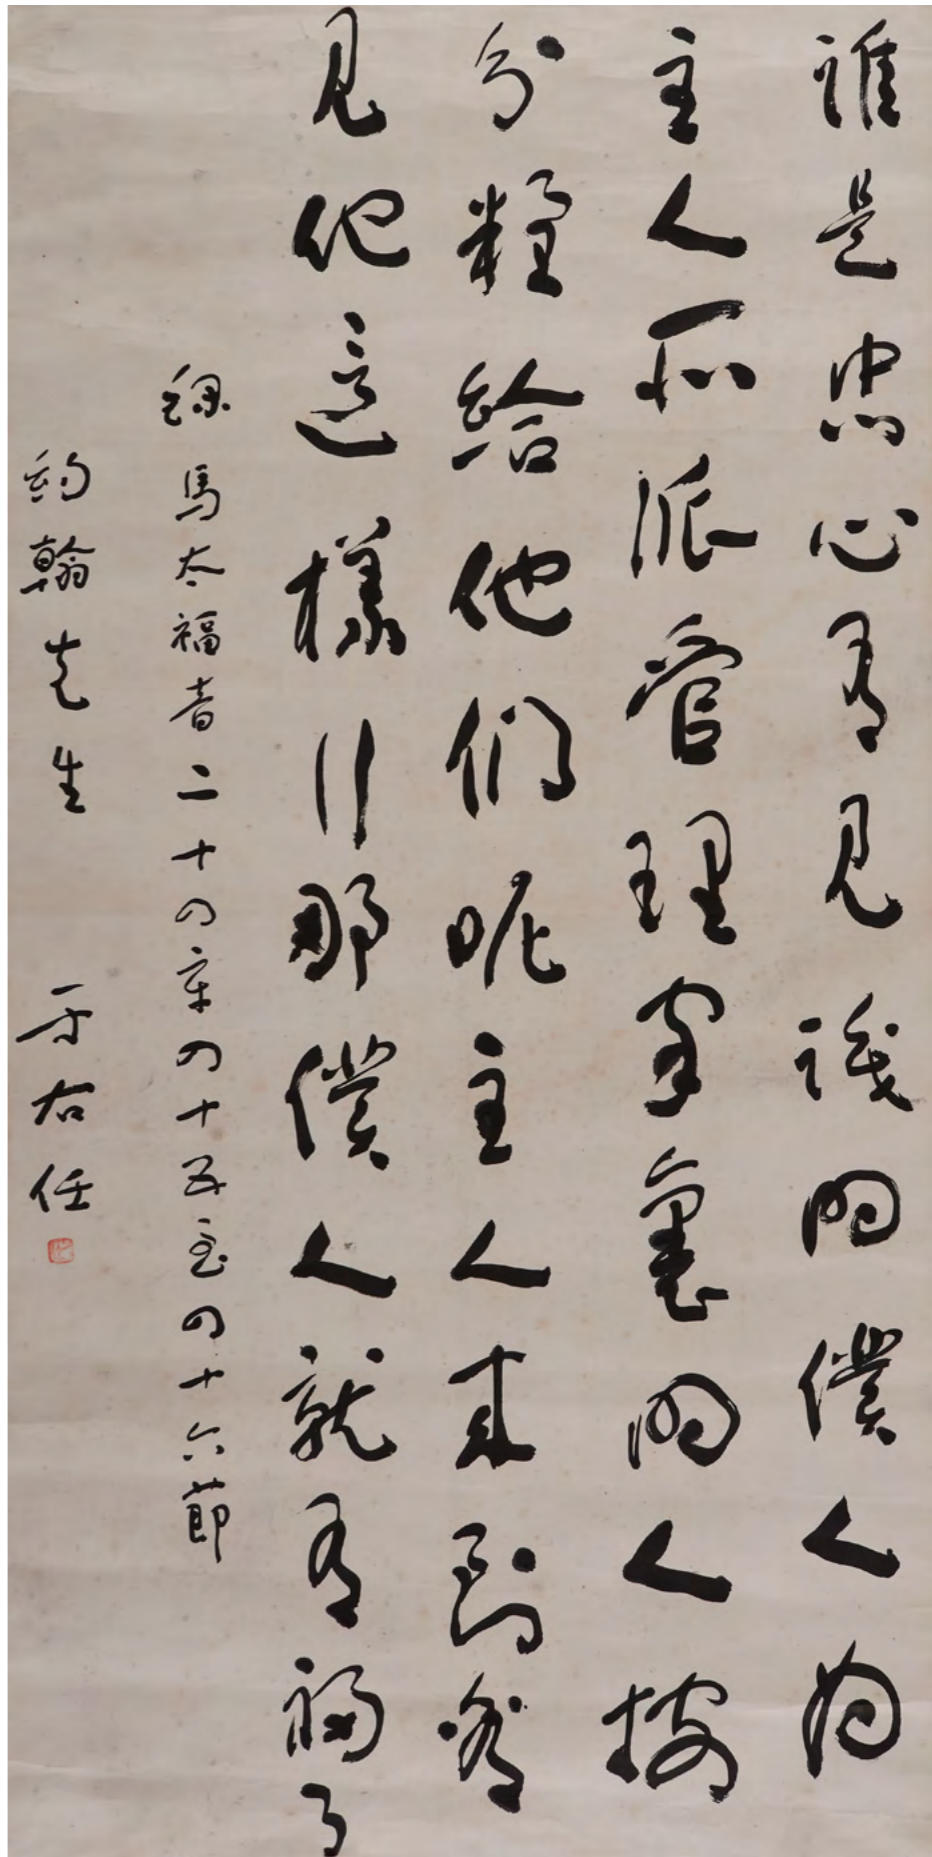 誰是忠心有見識的僕人為
主人所派管理家裏的人按
分糧給他們呢主人來到看
見他這樣行那僕人就有福了
錄馬太福音二十四章四十五至四十六節
約翰先生 于右任